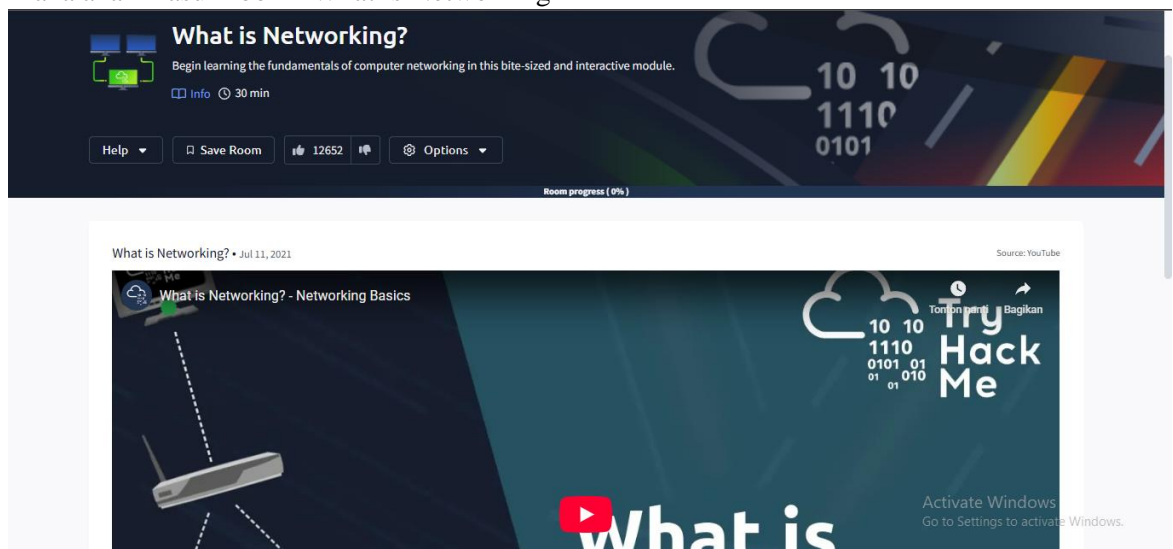 What is Networking?
Begin learning the fundamentals of computer networking in this bite-sized and interactive module.
Info 30 min
Help Save Room 12652 Options
10 10
1110
0101
Room progress ( 0% )
What is Networking? • Jul 11, 2021
Source: YouTube
What is Networking? - Networking Basics
Tonton nanti Bagikan
10 10
1110
0101 01
01 010
01
Try
Hack
Me
What is
Activate Windows
Go to Settings to activate Windows.